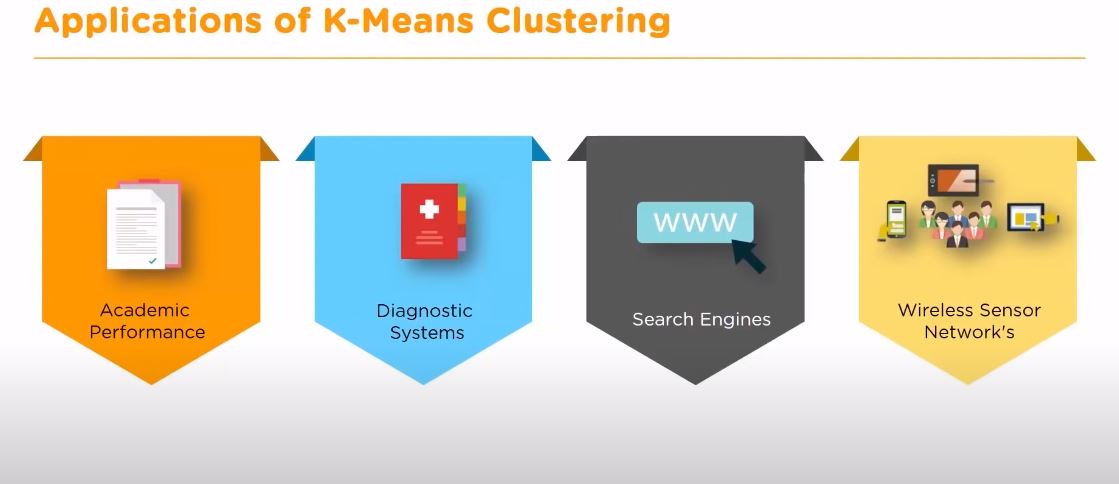 Applications of K-Means Clustering
Academic
Performance
Diagnostic
Systems
WWW
Search Engines
Wireless Sensor
Network's